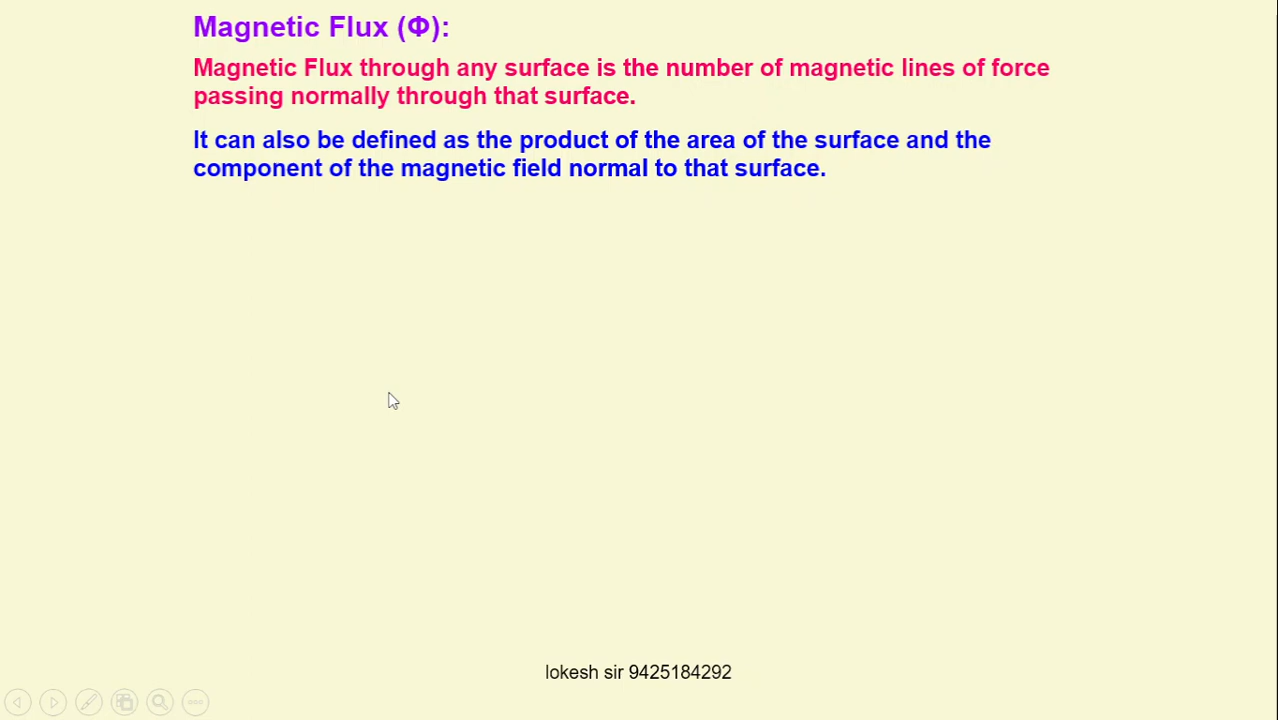 Magnetic Flux (Φ):
Magnetic Flux through any surface is the number of magnetic lines of force
passing normally through that surface.
It can also be defined as the product of the area of the surface and the
component of the magnetic field normal to that surface.
lokesh sir 9425184292